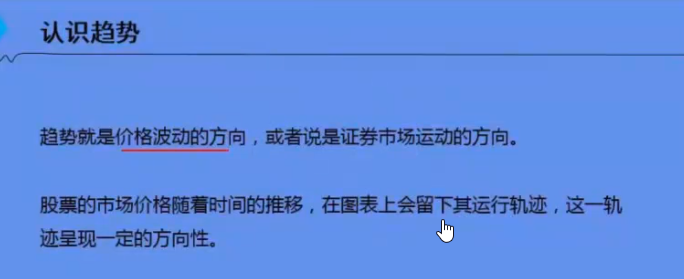 认识趋势
趋势就是价格波动的方向，或者说是证券市场运动的方向。
股票的市场价格随着时间的推移，在图表上会留下其运行轨迹，这一轨
迹呈现一定的方向性。